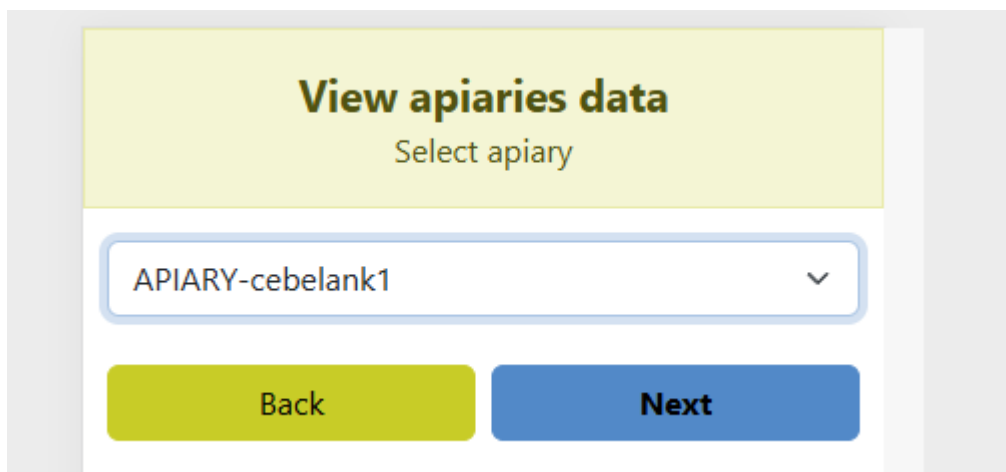 View apiaries data
Select apiary
APIARY-cebelank1
Back
Next